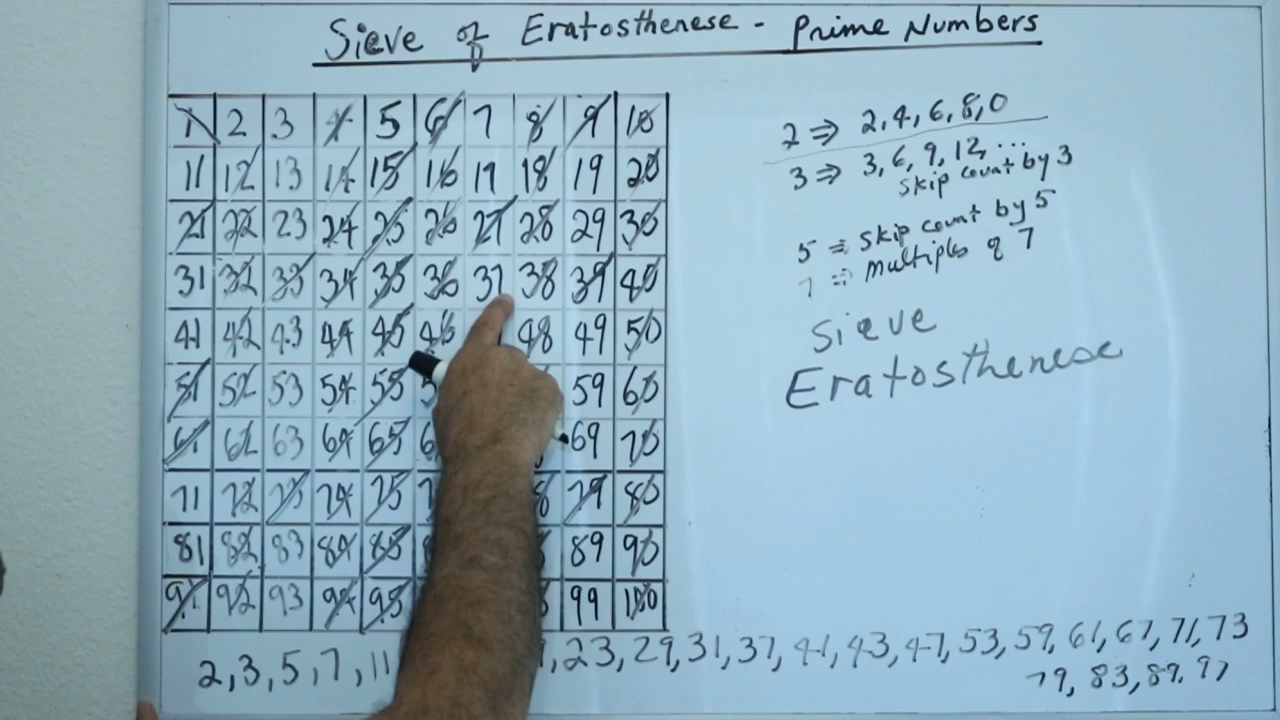 Sieve of Eratosthenese - Prime Numbers
1 2 3 4 5 6 7 8 9 10
11 12 13 14 15 16 17 18 19 20
21 22 23 24 25 26 27 28 29 30
31 32 33 34 35 36 37 38 39 40
41 42 43 44 45 46 48 49 50
51 52 53 54 55 5 59 60
61 62 63 64 65 6 69 70
71 72 73 74 75 7 8 79 80
81 82 83 84 85 8 89 90
91 92 93 94 95 99 100
2, 3, 5, 7, 11 , 23, 29, 31, 37, 41, 43, 47, 53, 59, 61, 67, 71, 73
79, 83, 89, 97
2 ⇒ 2, 4, 6, 8, 0
3 ⇒ 3, 6, 9, 12, ...
skip count by 3
5 = skip count by 5
7 = multiples of 7
Sieve
Eratosthenese